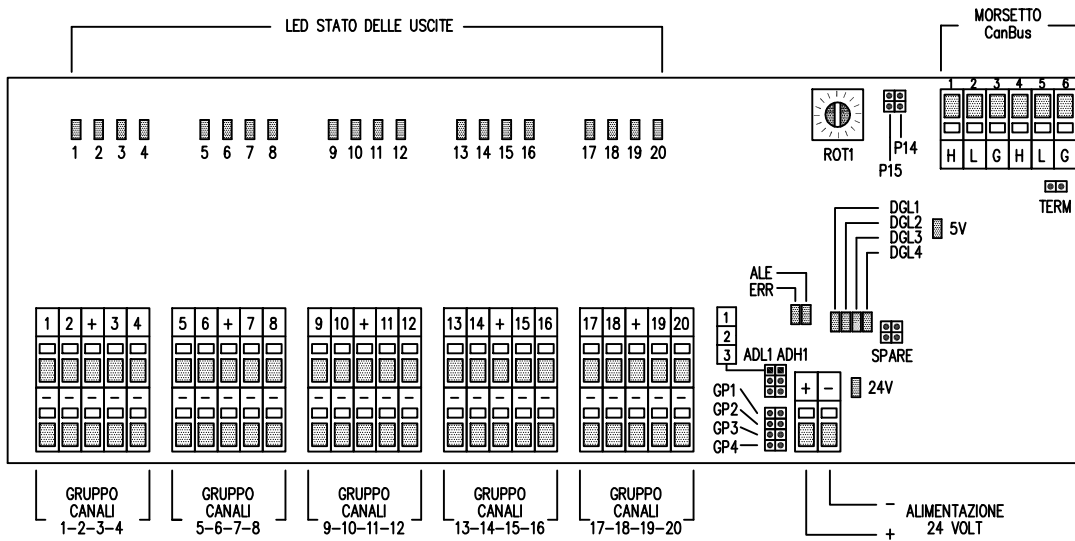 LED STATO DELLE USCITE
MORSETTO
CanBus
1 2 3 4 5 6
1 2 3 4 5 6 7 8 9 10 11 12 13 14 15 16 17 18 19 20
ROT1
P14
P15
H L G H L G
TERM
DGL1
DGL2
DGL3
DGL4
5V
ALE
ERR
1 2 + 3 4
5 6 + 7 8
9 10 + 11 12
13 14 + 15 16
17 18 + 19 20
- - - - -
- - - - -
- - - - -
- - - - -
- - - - -
1
2
3
ADL1 ADH1
SPARE
+ -
24V
GP1
GP2
GP3
GP4
GRUPPO
CANALI
1-2-3-4
GRUPPO
CANALI
5-6-7-8
GRUPPO
CANALI
9-10-11-12
GRUPPO
CANALI
13-14-15-16
GRUPPO
CANALI
17-18-19-20
-
+
ALIMENTAZIONE
24 VOLT